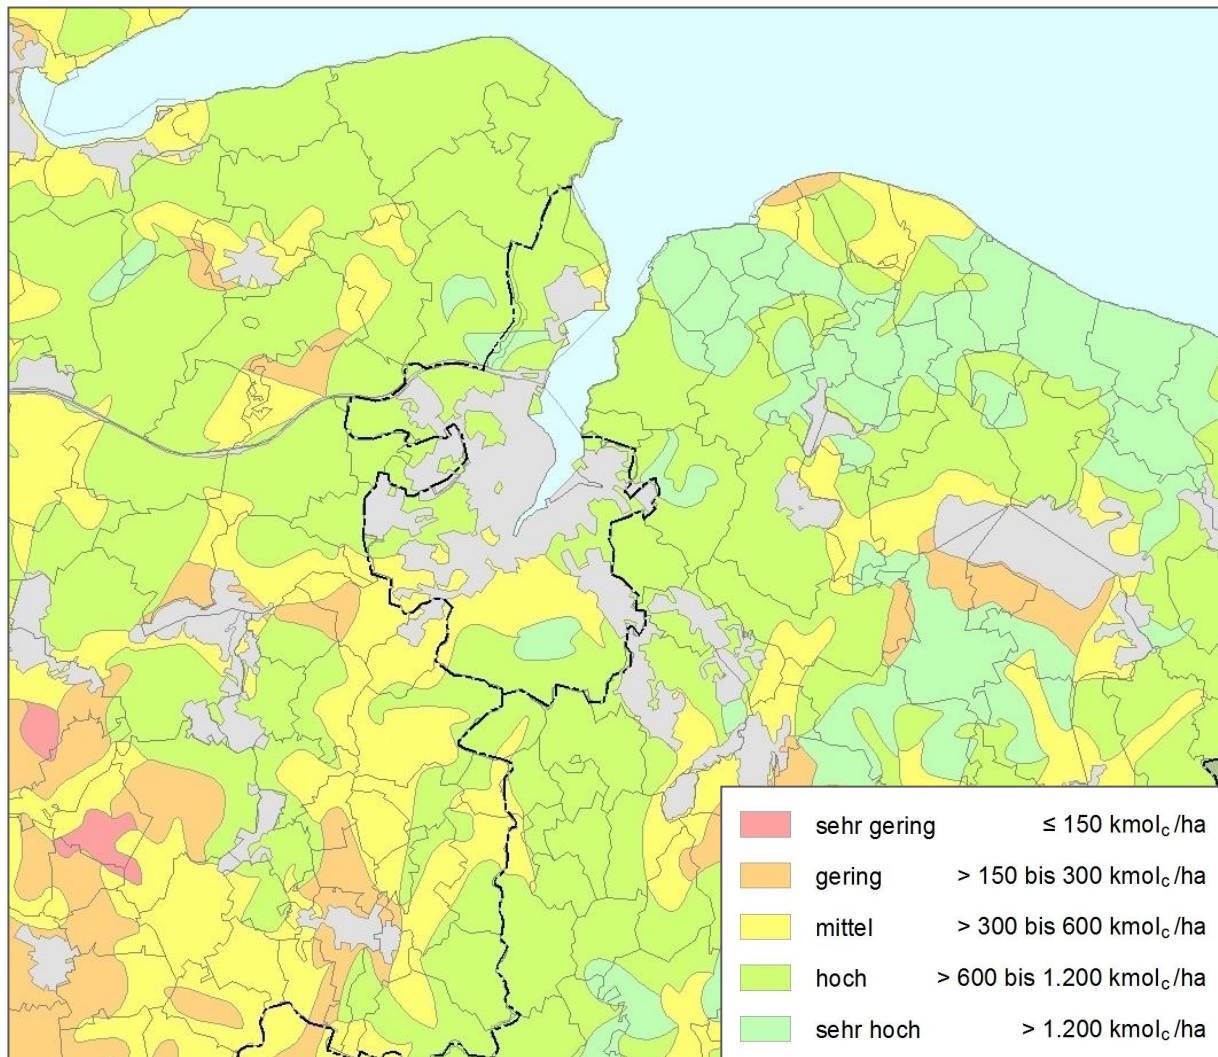 sehr gering ≤ 150 kmolc/ha
gering > 150 bis 300 kmolc/ha
mittel > 300 bis 600 kmolc/ha
hoch > 600 bis 1.200 kmolc/ha
sehr hoch > 1.200 kmolc/ha